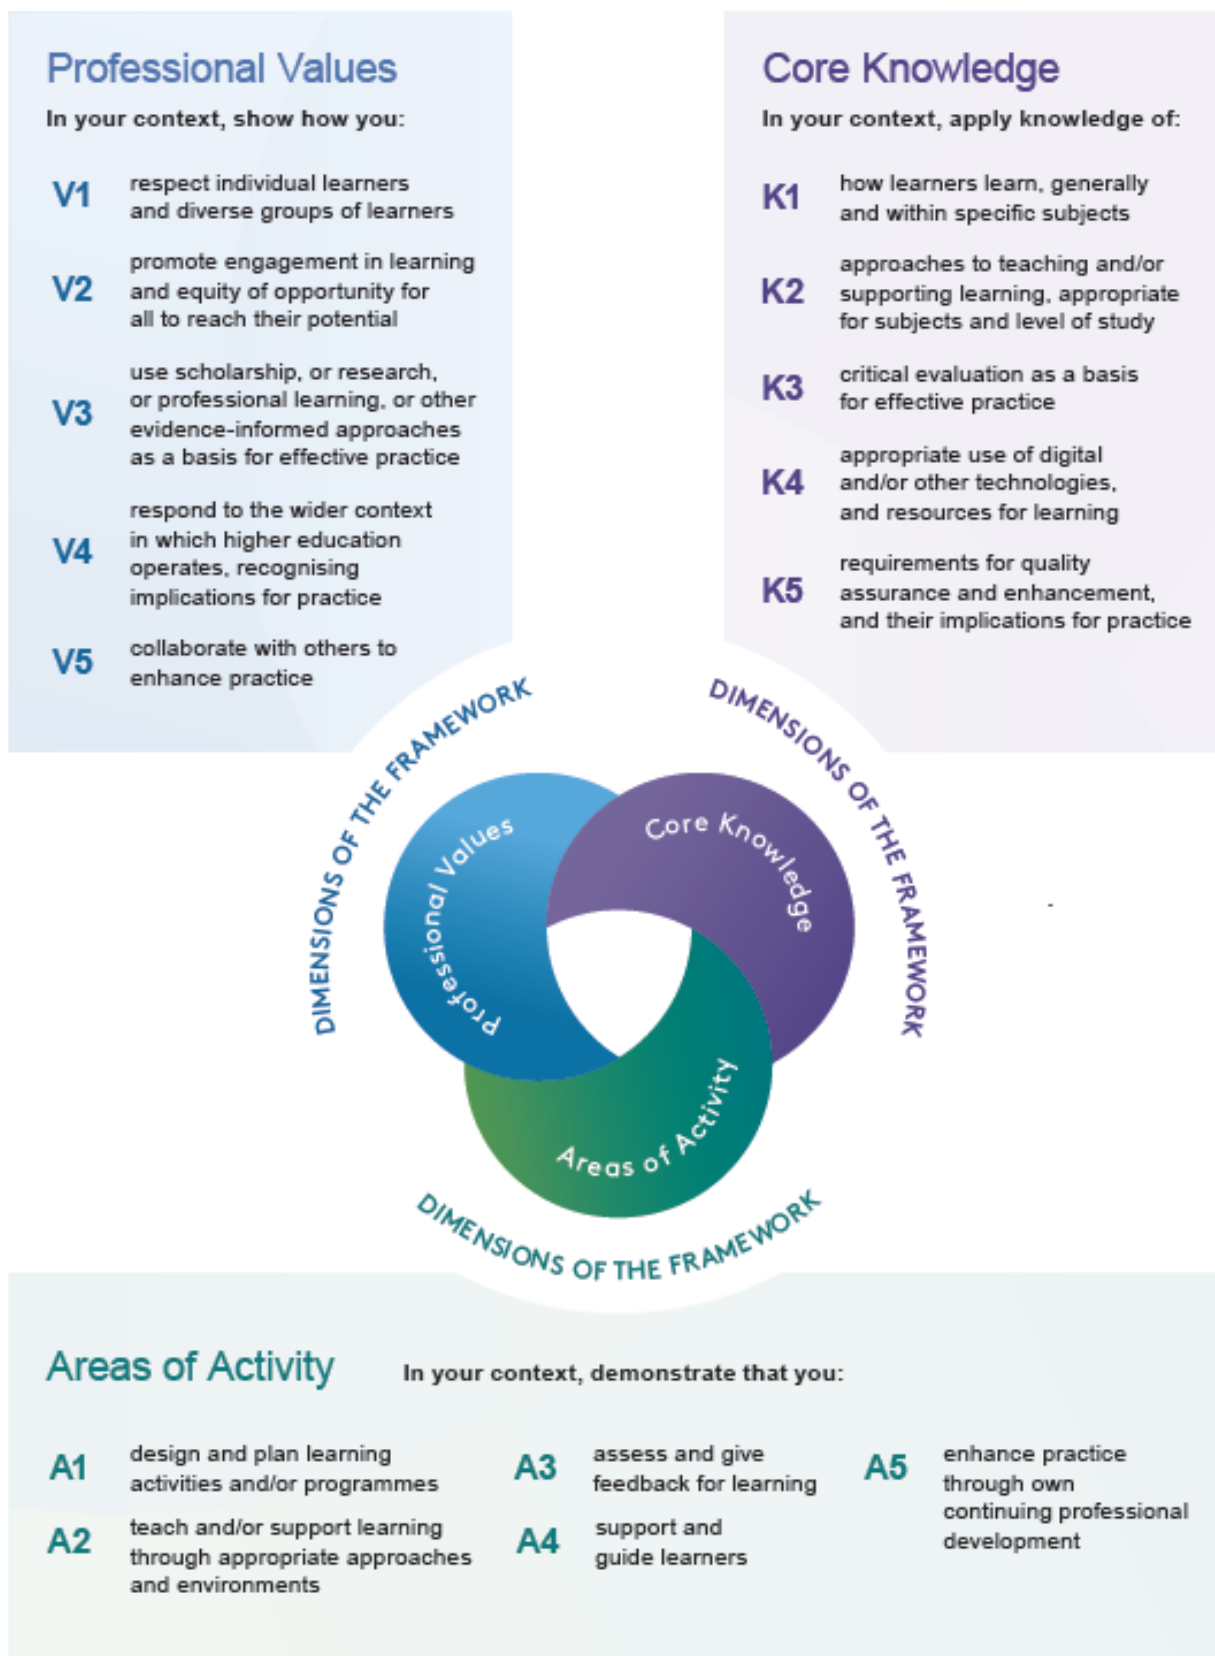 Professional Values
In your context, show how you:
V1
respect individual learners
and diverse groups of learners
V2
promote engagement in learning
and equity of opportunity for
all to reach their potential
V3
use scholarship, or research,
or professional learning, or other
evidence-informed approaches
as a basis for effective practice
V4
respond to the wider context
in which higher education
operates, recognising
implications for practice
V5
collaborate with others to
enhance practice
Core Knowledge
In your context, apply knowledge of:
K1
how learners learn, generally
and within specific subjects
K2
approaches to teaching and/or
supporting learning, appropriate
for subjects and level of study
K3
critical evaluation as a basis
for effective practice
K4
appropriate use of digital
and/or other technologies,
and resources for learning
K5
requirements for quality
assurance and enhancement,
and their implications for practice
DIMENSIONS OF THE FRAMEWORK
DIMENSIONS OF THE FRAMEWORK
Professional Values
Core Knowledge
Areas of Activity
DIMENSIONS OF THE FRAMEWORK
Areas of Activity
In your context, demonstrate that you:
A1
design and plan learning
activities and/or programmes
A2
teach and/or support learning
through appropriate approaches
and environments
A3
assess and give
feedback for learning
A4
support and
guide learners
A5
enhance practice
through own
continuing professional
development